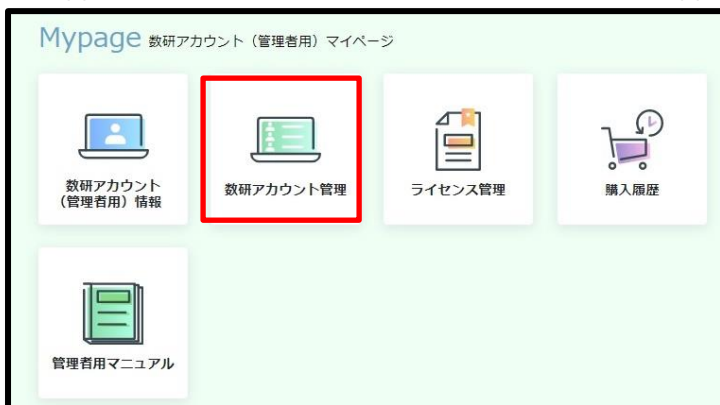 Mypage 数研アカウント（管理者用）マイページ
数研アカウント
（管理者用）情報
数研アカウント管理
ライセンス管理
購入履歴
管理者用マニュアル